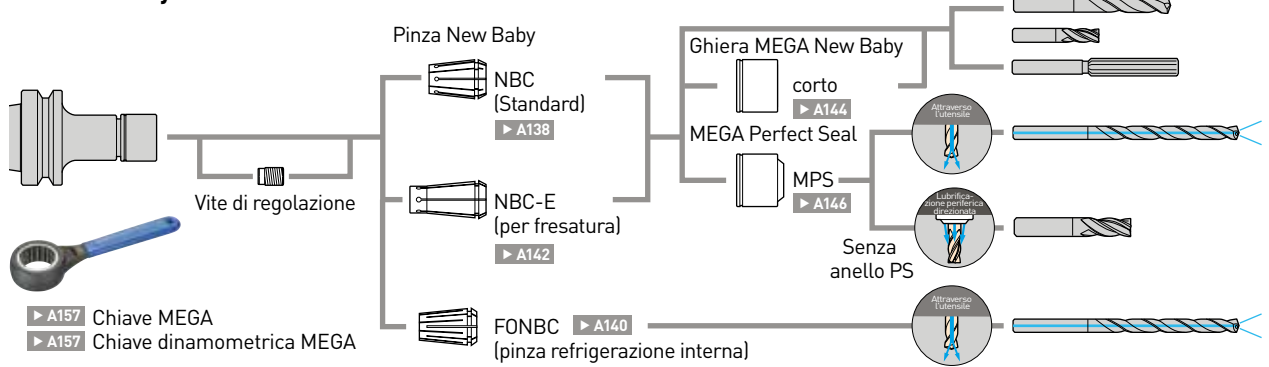 Pinza New Baby
NBC
(Standard)
► A138
NBC-E
(per fresatura)
► A142
FONBC ► A140
(pinza refrigerazione interna)
Vite di regolazione
► A157 Chiave MEGA
► A157 Chiave dinamometrica MEGA
Ghiera MEGA New Baby
corto
► A144
MEGA Perfect Seal
MPS
► A146
Senza
anello PS
Attraverso
l'utensile
Lubrifica-
zione periferica
direzionata
Attraverso
l'utensile